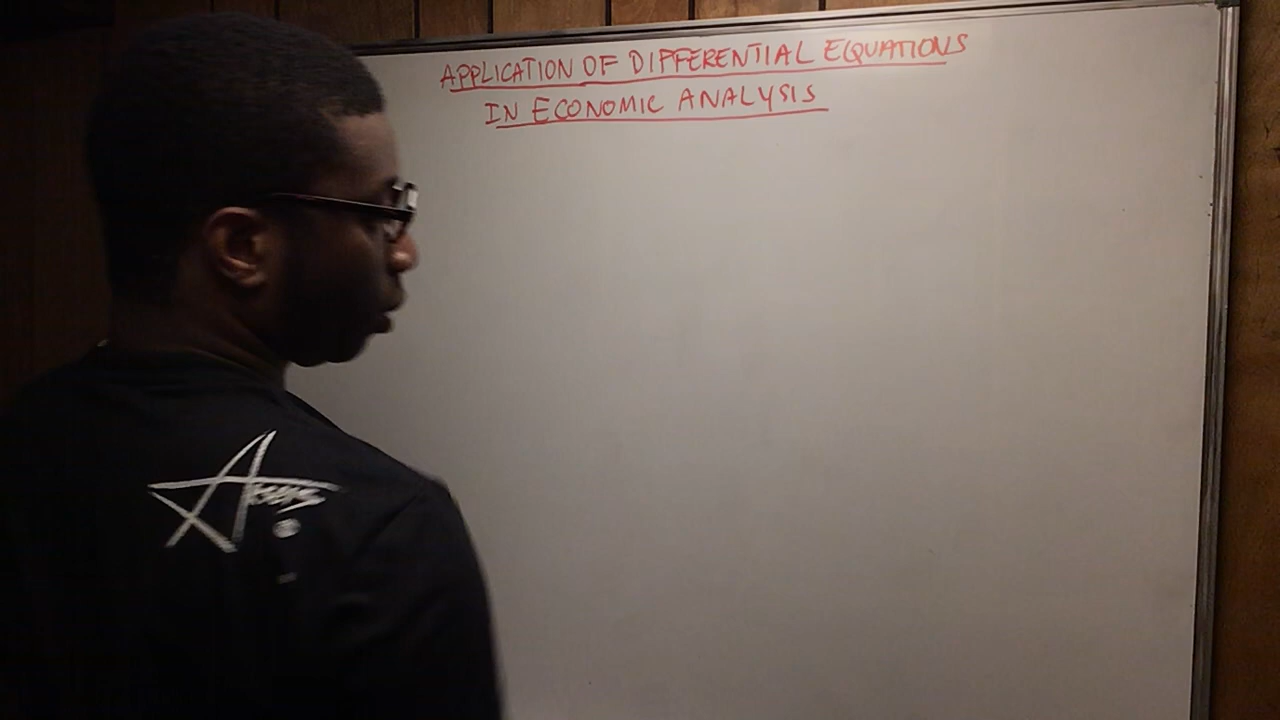 APPLICATION OF DIFFERENTIAL EQUATIONS
IN ECONOMIC ANALYSIS